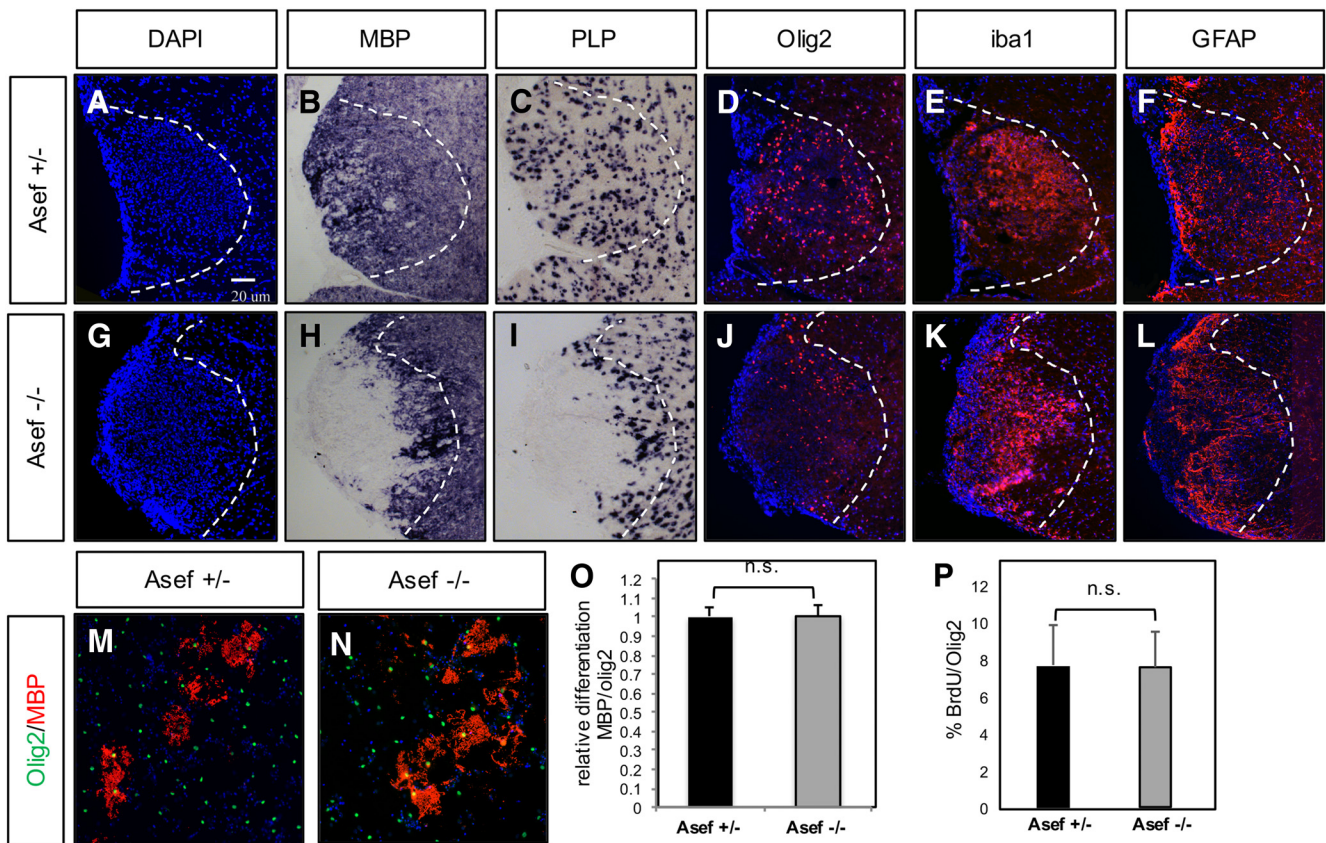 DAPI
MBP
PLP
Olig2
iba1
GFAP
Asef +/-
A
20 um
B
C
D
E
F
Asef -/-
G
H
I
J
K
L
Asef +/-
Asef -/-
Olig2/MBP
M
N
O
n.s.
relative differentiation
MBP/olig2
1.2
1.1
1
0.9
0.8
0.7
0.6
0.5
0.4
0.3
0.2
0.1
0
Asef +/-
Asef -/-
P
n.s.
% BrdU/Olig2
12
10
8
6
4
2
0
Asef +/-
Asef -/-